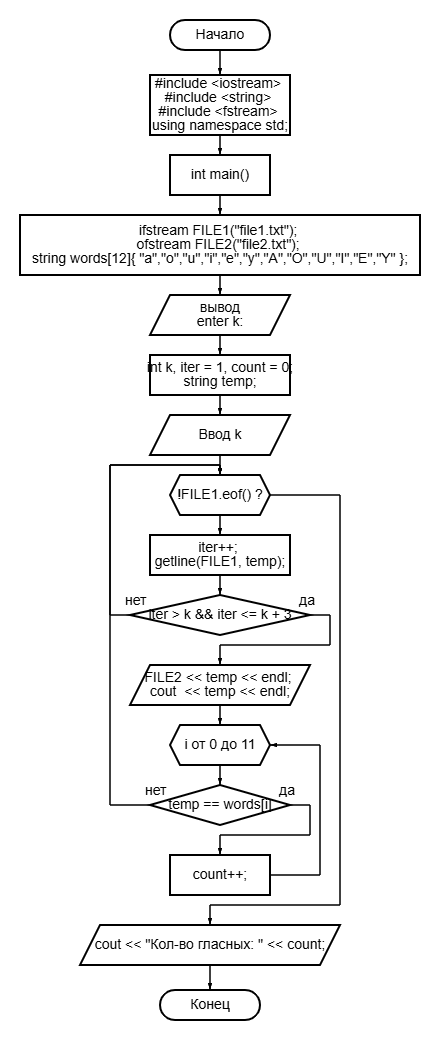 Начало
#include <iostream>
#include <string>
#include <fstream>
using namespace std;
int main()
ifstream FILE1("file1.txt");
ofstream FILE2("file2.txt");
string words[12]{ "a","o","u","i","e","y","A","O","U","I","E","Y" };
вывод
enter k:
int k, iter = 1, count = 0;
string temp;
Ввод k
!FILE1.eof() ?
iter++;
getline(FILE1, temp);
нет
да
iter > k && iter <= k + 3
FILE2 << temp << endl;
cout << temp << endl;
i от 0 до 11
нет
да
temp == words[i]
count++;
cout << "Кол-во гласных: " << count;
Конец